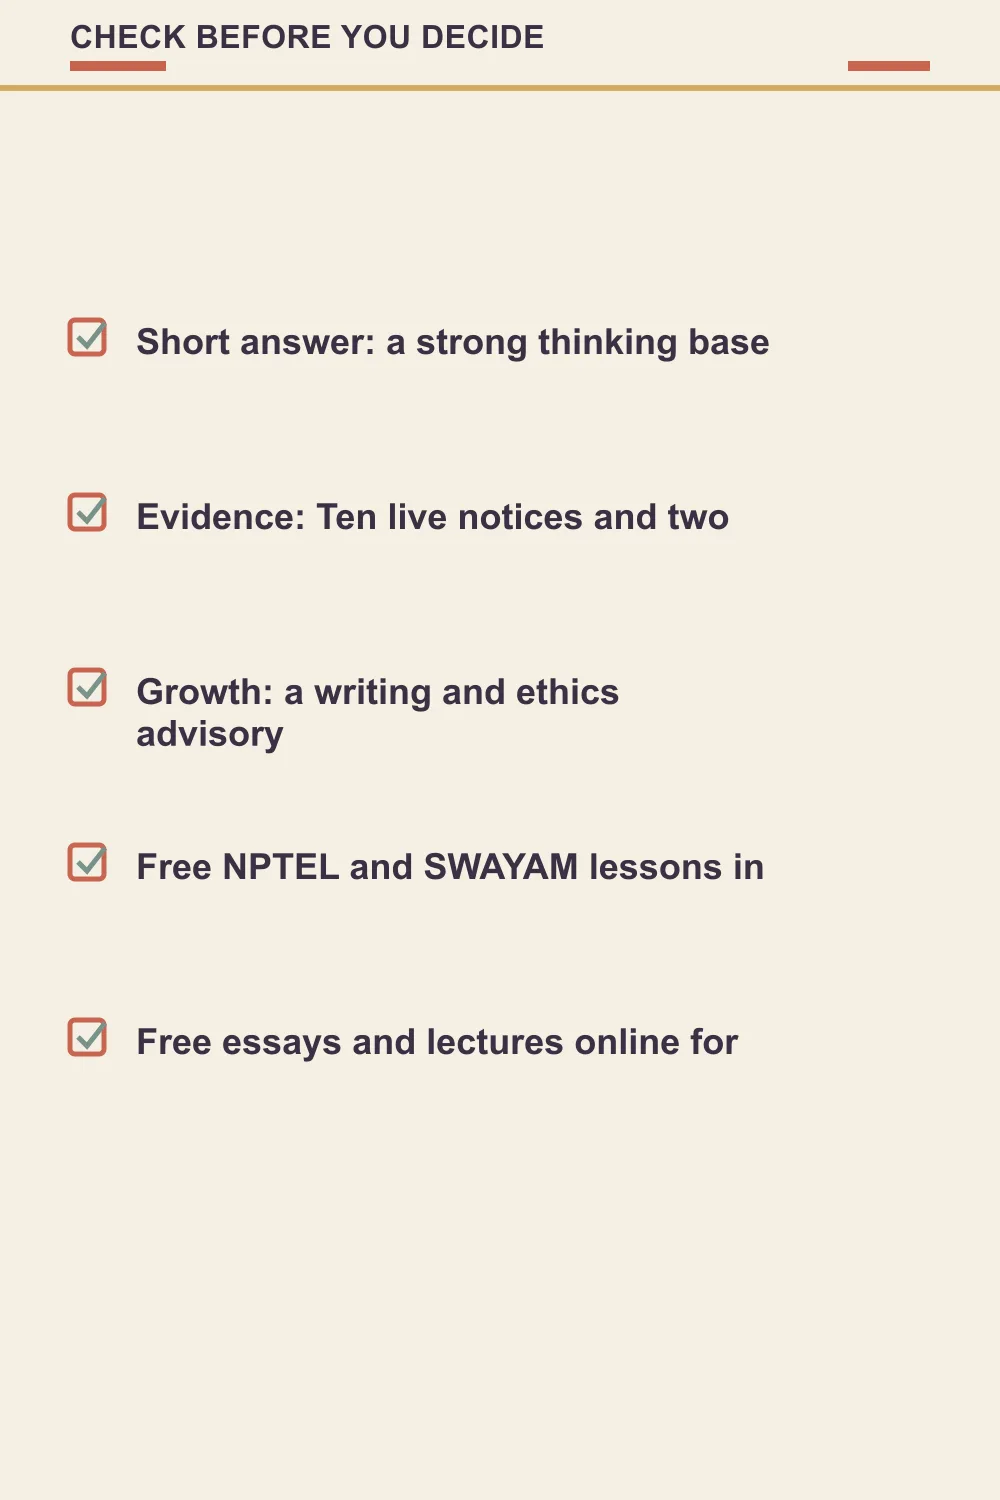 CHECK BEFORE YOU DECIDE
Short answer: a strong thinking base
Evidence: Ten live notices and two
Growth: a writing and ethics
advisory
Free NPTEL and SWAYAM lessons in
Free essays and lectures online for